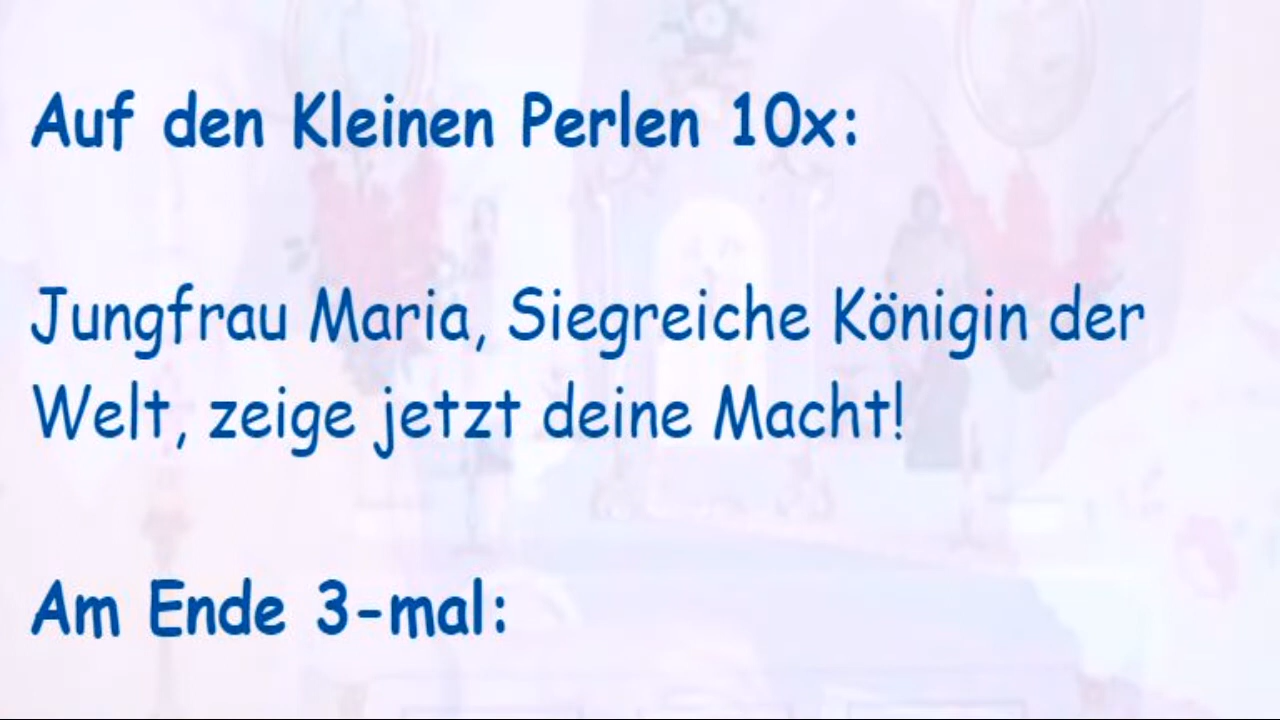 Auf den Kleinen Perlen 10x:
Jungfrau Maria, Siegreiche Königin der
Welt, zeige jetzt deine Macht!
Am Ende 3-mal: